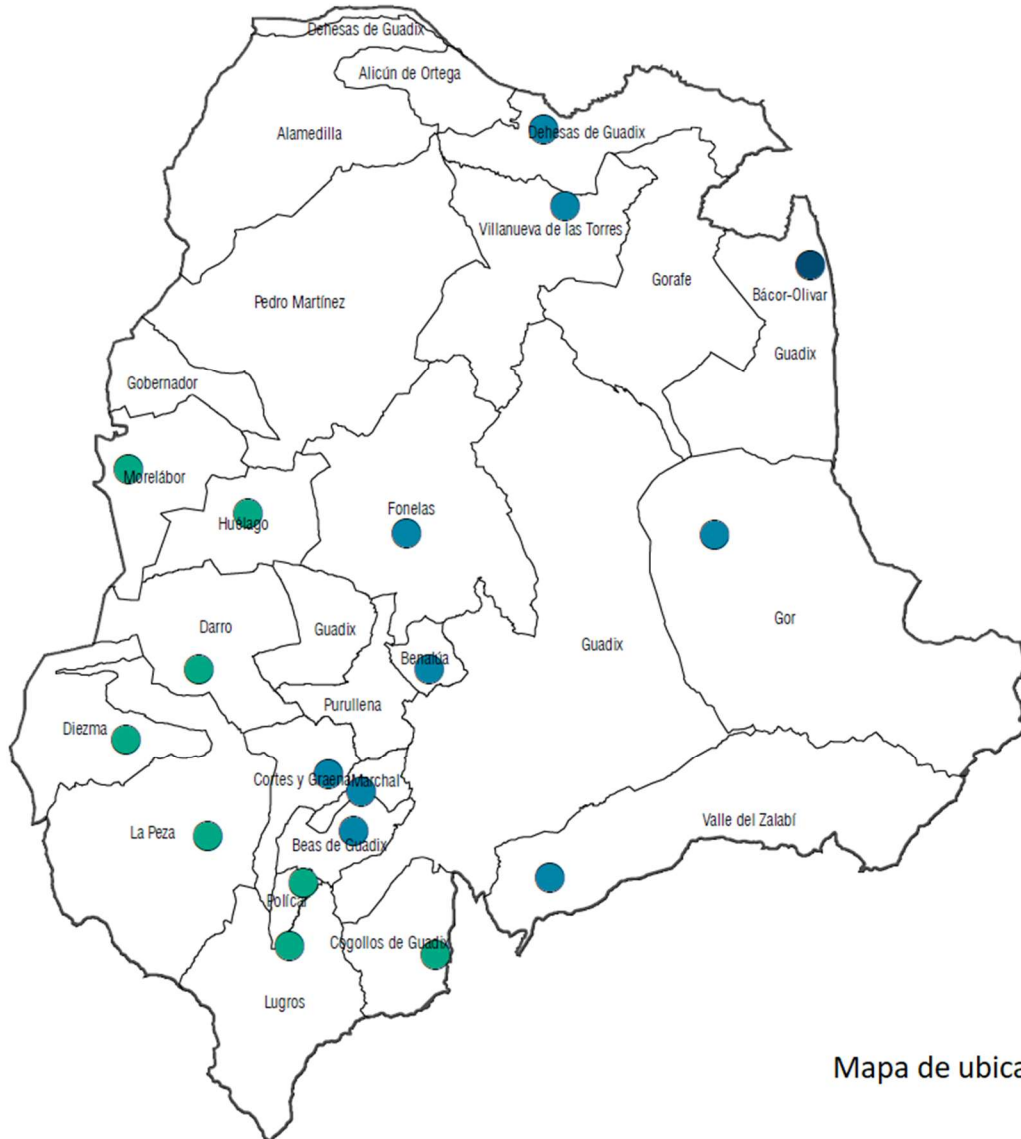 Dehesas de Guadix
Alicún de Ortega
Alamedilla
Dehesas de Guadix
Villanueva de las Torres
Gorafe
Bácor-Olivar
Pedro Martínez
Guadix
Gobernador
Morelábor
Huélago
Fonelas
Darro
Guadix
Guadix
Gor
Benalúa
Purullena
Diezma
Cortes y Graena
Marchal
Valle del Zalabí
La Peza
Beas de Guadix
Polícar
Cogollos de Guadix
Lugros
Mapa de ubica